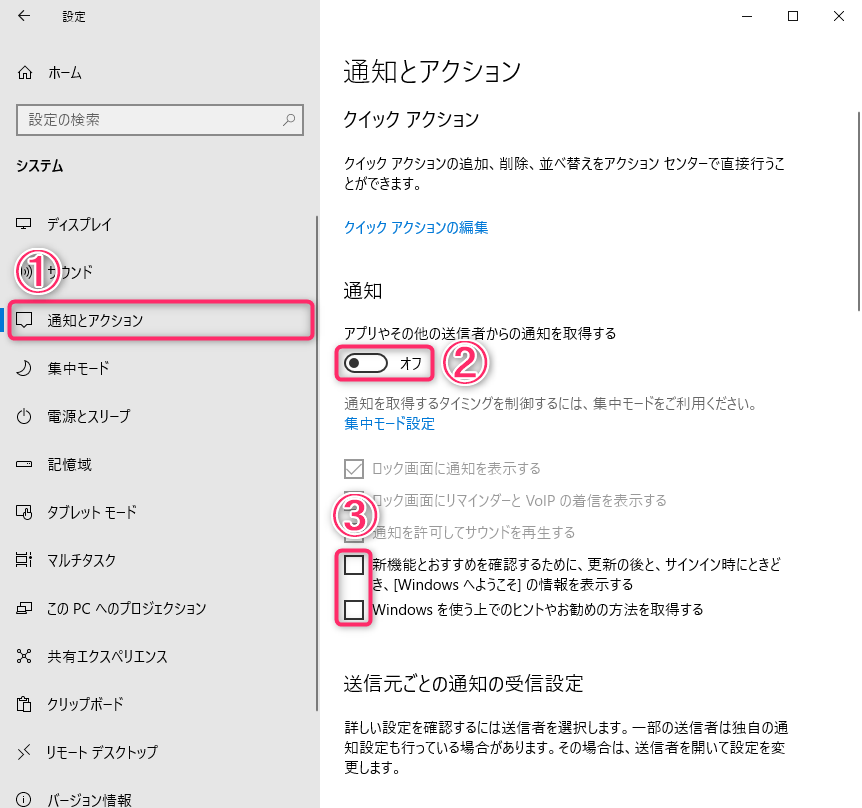 設定
ホーム
設定の検索
システム
ディスプレイ
①
サウンド
通知とアクション
集中モード
電源とスリープ
記憶域
タブレット モード
マルチタスク
この PC へのプロジェクション
共有エクスペリエンス
クリップボード
リモート デスクトップ
バージョン情報
通知とアクション
クイック アクション
クイック アクションの追加、削除、並べ替えをアクション センターで直接行うこ
とができます。
クイック アクションの編集
通知
アプリやその他の送信者からの通知を取得する
オフ
②
通知を取得するタイミングを制御するには、集中モードをご利用ください。
集中モード設定
ロック画面に通知を表示する
ロック画面にリマインダーと VoIP の着信を表示する
③
通知を許可してサウンドを再生する
新機能とおすすめを確認するために、更新の後と、サインイン時にときど
き、[Windows へようこそ] の情報を表示する
Windows を使う上でのヒントやお勧めの方法を取得する
送信元ごとの通知の受信設定
詳しい設定を確認するには送信者を選択します。一部の送信者は独自の通
知設定も行っている場合があります。その場合は、送信者を開いて設定を変
更します。